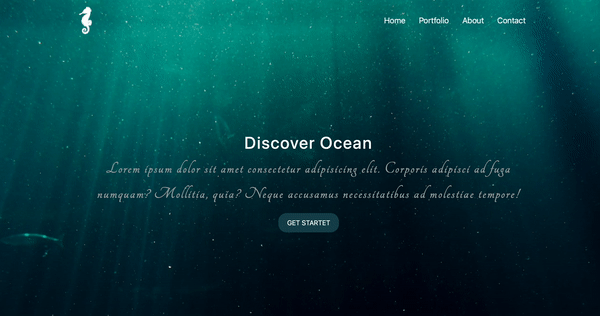 Home Portfolio About Contact
Discover Ocean
Lorem ipsum dolor sit amet consectetur adipisicing elit. Corporis adipisci ad fuga
numquam? Mollitia, quia? Neque accusamus necessitatibus ad molestiae tempore!
GET STARTET